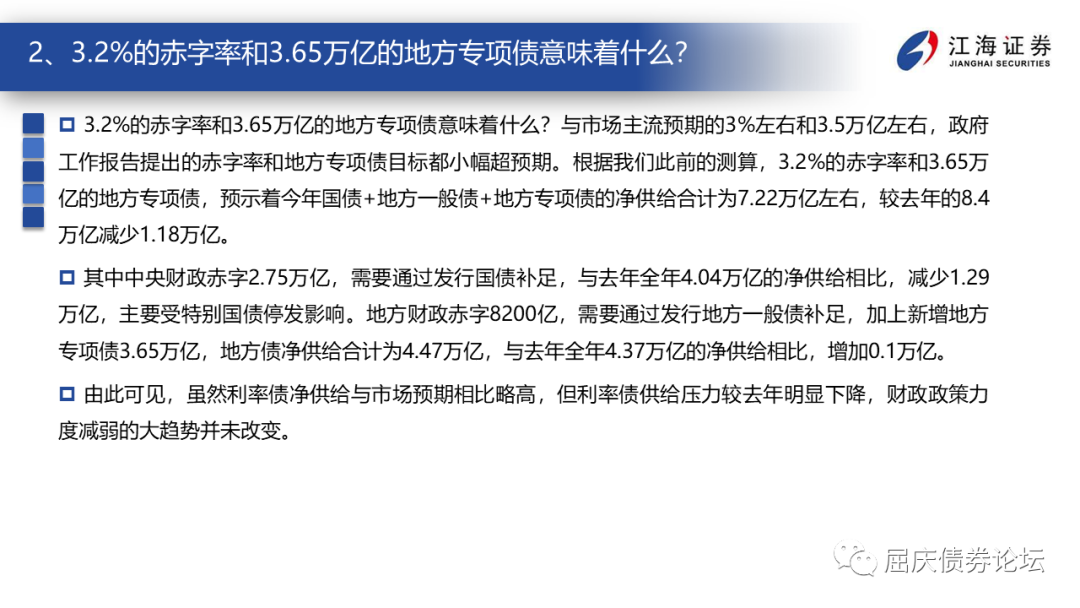 2、3.2%的赤字率和3.65万亿的地方专项债意味着什么？
江海证券
JIANGHAI SECURITIES
3.2%的赤字率和3.65万亿的地方专项债意味着什么？与市场主流预期的3%左右和3.5万亿左右，政府
工作报告提出的赤字率和地方专项债目标都小幅超预期。根据我们此前的测算，3.2%的赤字率和3.65万
亿的地方专项债，预示着今年国债+地方一般债+地方专项债的净供给合计为7.22万亿左右，较去年的8.4
万亿减少1.18万亿。
其中中央财政赤字2.75万亿，需要通过发行国债补足，与去年全年4.04万亿的净供给相比，减少1.29
万亿，主要受特别国债停发影响。地方财政赤字8200亿，需要通过发行地方一般债补足，加上新增地方
专项债3.65万亿，地方债净供给合计为4.47万亿，与去年全年4.37万亿的净供给相比，增加0.1万亿。
由此可见，虽然利率债净供给与市场预期相比略高，但利率债供给压力较去年明显下降，财政政策力
度减弱的大趋势并未改变。
屈庆债券论坛